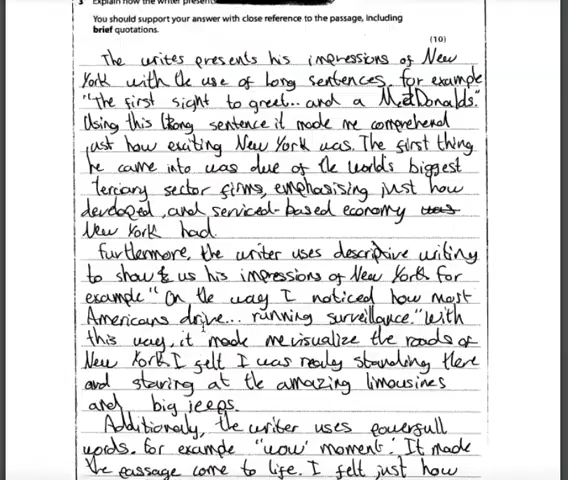 3 Explain how the writer present
You should support your answer with close reference to the passage, including
brief quotations.
(10)
The writes presents his impressions of New
York with the use of long sentences, for example
"The first sight to greet... and a McDonalds."
Using this long sentence it made me comprehend
just how exciting New York was. The first thing
he came into was due of the world's biggest
terciary sector firms, emphasising just how
developed, and serviced-based economy was
New York had.
Furthermore, the writer uses descriptive writing
to show us his impressions of New York for
example "On the way I noticed how most
Americans drive... running surveillance." With
this way, it made me visualize the roads of
New York. I felt I was really standing there
and staring at the amazing limousines
and big jeeps.
Additionaly, the writer uses powerfull
words. for example "'wow' moment". It made
the passage come to life. I felt just how